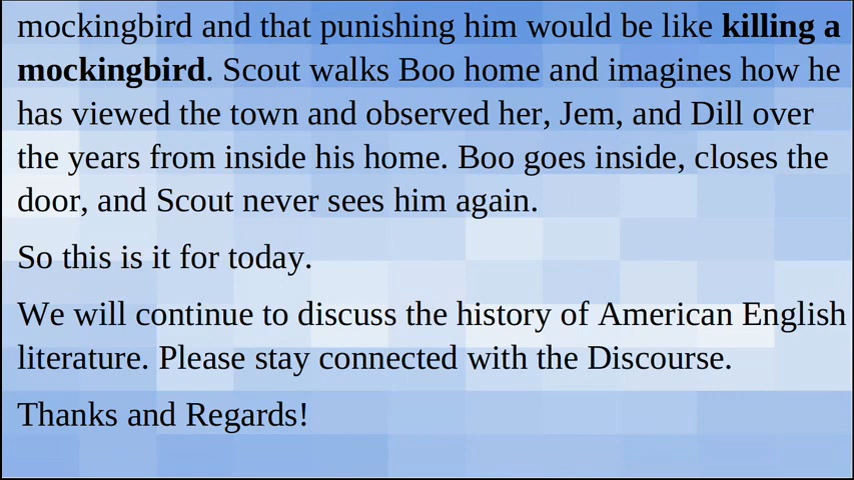 mockingbird and that punishing him would be like killing a
mockingbird. Scout walks Boo home and imagines how he
has viewed the town and observed her, Jem, and Dill over
the years from inside his home. Boo goes inside, closes the
door, and Scout never sees him again.
So this is it for today.
We will continue to discuss the history of American English
literature. Please stay connected with the Discourse.
Thanks and Regards!